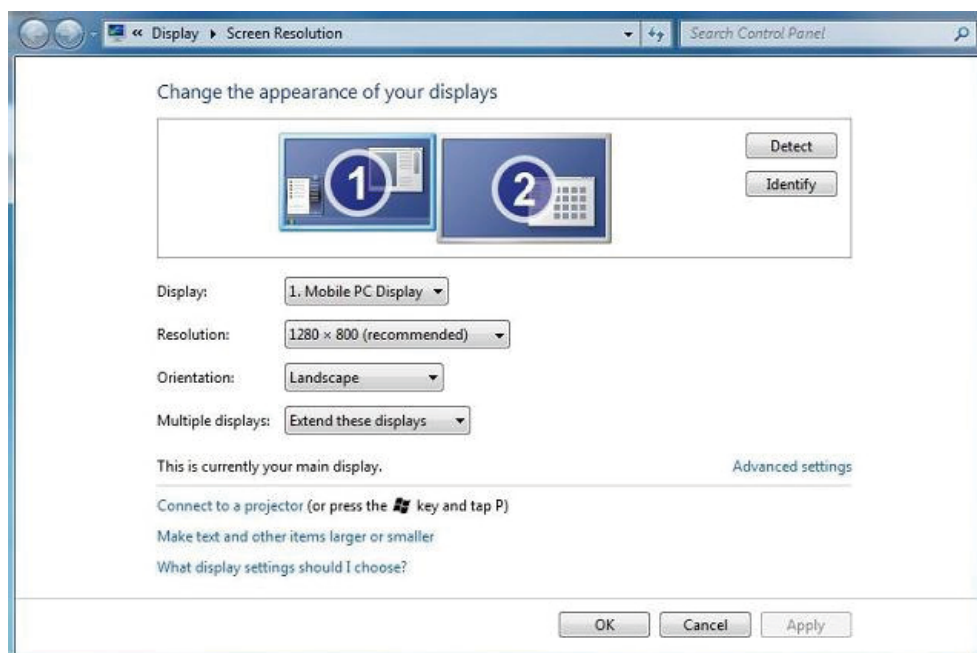 « Display ▸ Screen Resolution
Search Control Panel
Change the appearance of your displays
1
2
Detect
Identify
Display: 1. Mobile PC Display
Resolution: 1280 × 800 (recommended)
Orientation: Landscape
Multiple displays: Extend these displays
This is currently your main display. Advanced settings
Connect to a projector (or press the key and tap P)
Make text and other items larger or smaller
What display settings should I choose?
OK Cancel Apply